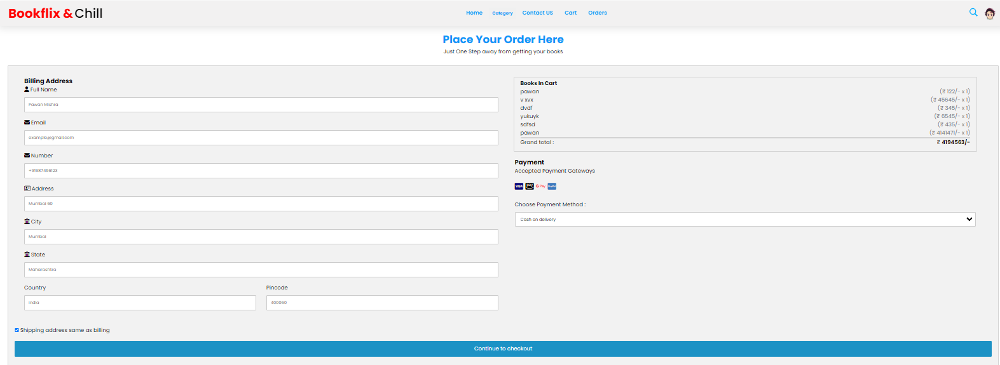 Bookflix & Chill
Home Category Contact US Cart Orders
Place Your Order Here
Just One Step away from getting your books
Billing Address
Full Name
Pawan Mishra
Email
example@gmail.com
Number
+91987456123
Address
Mumbai 60
City
Mumbai
State
Maharashtra
Country Pincode
india 400060
Shipping address same as billing
Books In Cart
pawan (₹ 122/- x 1)
v xvx (₹ 45645/- x 1)
dvdf (₹ 345/- x 1)
yukuyk (₹ 6545/- x 1)
sdfsd (₹ 435/- x 1)
pawan (₹ 4141471/- x 1)
Grand total : ₹ 4194563/-
Payment
Accepted Payment Gateways
VISA pay G Pay PayPal
Choose Payment Method :
Cash on delivery
Continue to checkout